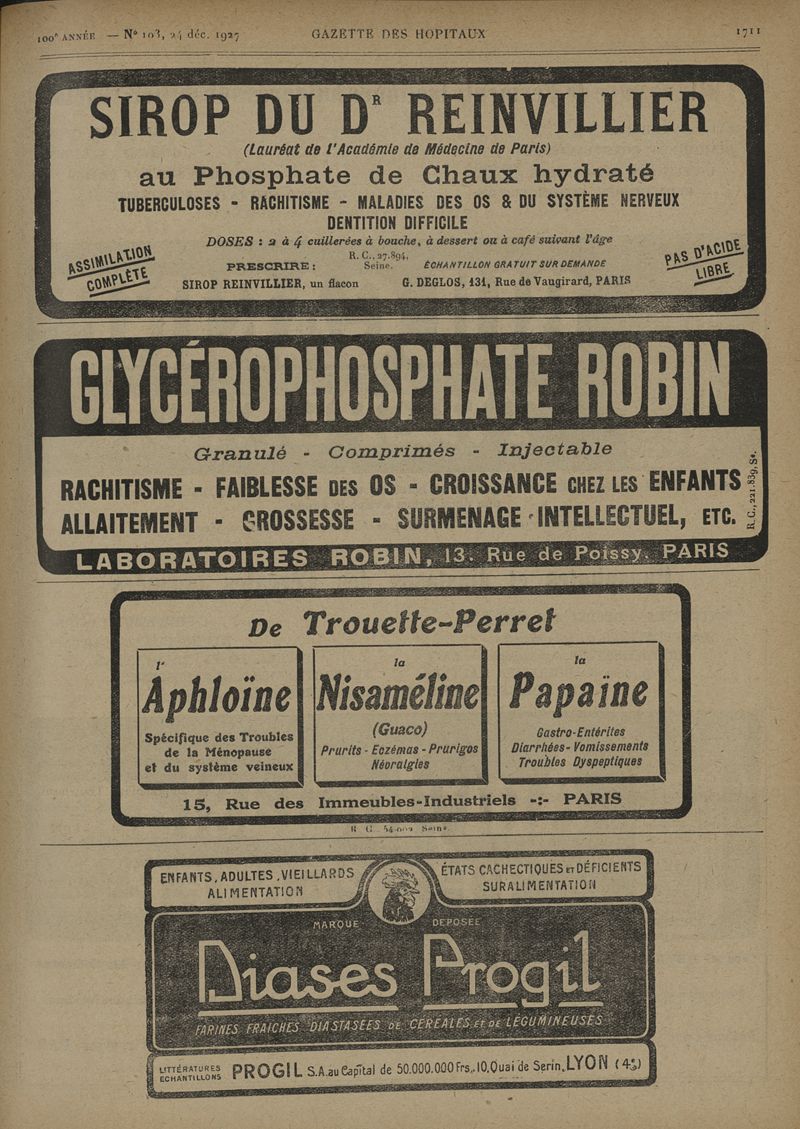 100e ANNÉE — No 103, 24 déc. 1927 GAZETTE DES HOPITAUX 1711
SIROP DU DR REINVILLIER
(Lauréat de l'Académie de Médecine de Paris)
au Phosphate de Chaux hydraté
TUBERCULOSES - RACHITISME - MALADIES DES OS & DU SYSTÈME NERVEUX
DENTITION DIFFICILE
DOSES : 2 à 4 cuillerées à bouche, à dessert ou à café suivant l'âge
ASSIMILATION
COMPLÈTE
PRESCRIRE : R. C., 27.894, Seine. ÉCHANTILLON GRATUIT SUR DEMANDE
SIROP REINVILLIER, un flacon G. DEGLOS, 131, Rue de Vaugirard, PARIS
PAS D'ACIDE
LIBRE
GLYCÉROPHOSPHATE ROBIN
Granulé - Comprimés - Injectable
RACHITISME - FAIBLESSE DES OS - CROISSANCE CHEZ LES ENFANTS
ALLAITEMENT - GROSSESSE - SURMENAGE INTELLECTUEL, ETC.
R. C., 221.839, Se.
LABORATOIRES ROBIN, 13. Rue de Poissy. PARIS
De Trouette-Perret
l'
Aphloïne
Spécifique des Troubles
de la Ménopause
et du système veineux
la
Nisaméline
(Guaco)
Prurits - Eczémas - Prurigos
Néoralgies
la
Papaïne
Gastro-Entérites
Diarrhées - Vomissements
Troubles Dyspeptiques
15, Rue des Immeubles-Industriels -:- PARIS
R. C. 54.002 Seine.
ENFANTS, ADULTES, VIEILLARDS
ALIMENTATION
ÉTATS CACHECTIQUES ET DÉFICIENTS
SURALIMENTATION
MARQUE DÉPOSÉE
Diases Progil
FARINES FRAICHES DIASTASÉES DE CÉRÉALES ET DE LÉGUMINEUSES
LITTÉRATURES
ECHANTILLONS
PROGIL S.A. au Capital de 50.000.000 Frs., 10, Quai de Serin, LYON (4e)